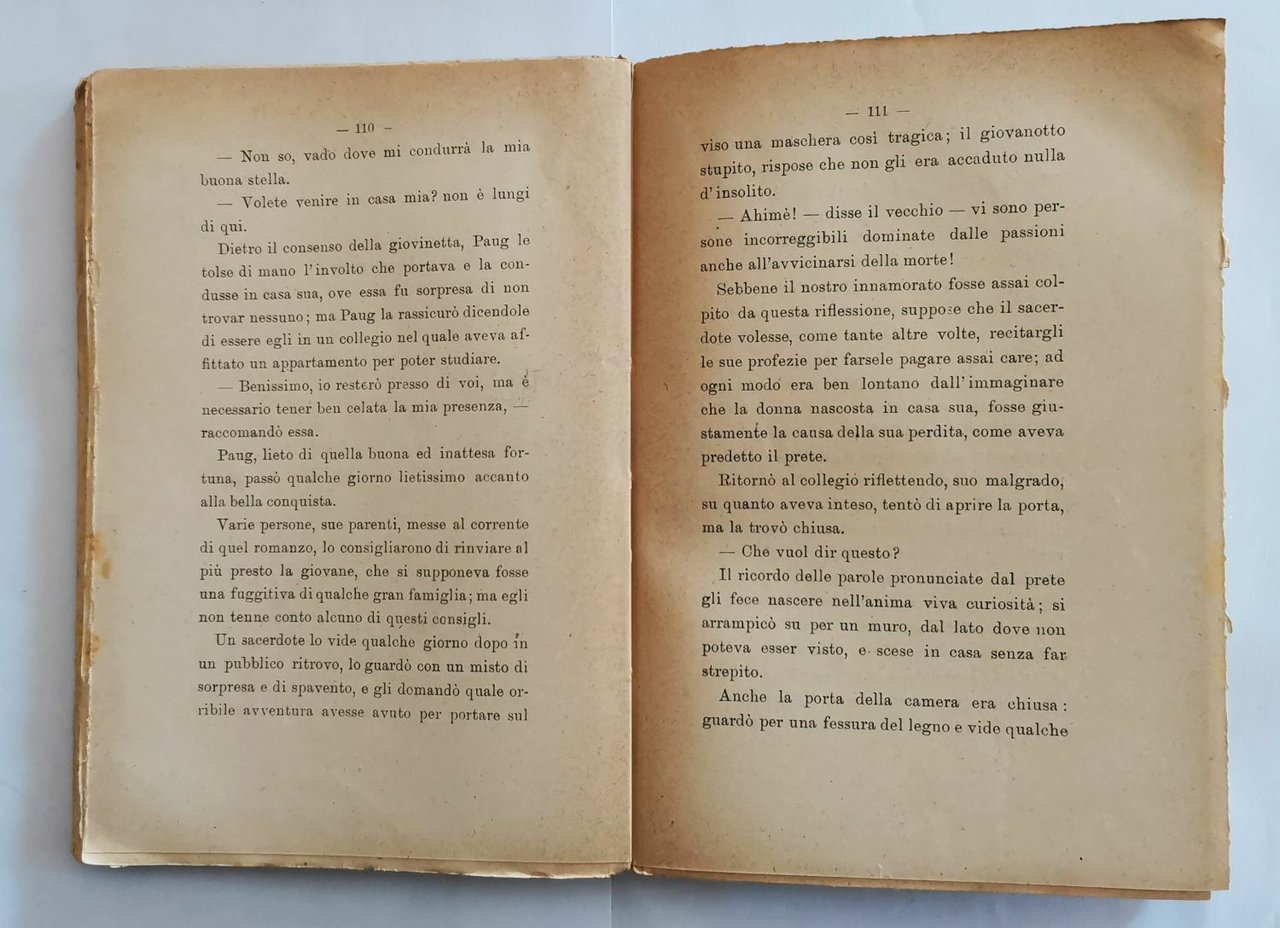 — 110 —
— Non so, vado dove mi condurrà la mia
buona stella.
— Volete venire in casa mia? non è lungi
di qui.
Dietro il consenso della giovinetta, Paug le
tolse di mano l'involto che portava e la con-
dusse in casa sua, ove essa fu sorpresa di non
trovar nessuno; ma Paug la rassicurò dicendole
di essere egli in un collegio nel quale aveva af-
fittato un appartamento per poter studiare.
— Benissimo, io resterò presso di voi, ma è
necessario tener ben celata la mia presenza, —
raccomandò essa.
Paug, lieto di quella buona ed inattesa for-
tuna, passò qualche giorno lietissimo accanto
alla bella conquista.
Varie persone, sue parenti, messe al corrente
di quel romanzo, lo consigliarono di rinviare al
più presto la giovane, che si supponeva fosse
una fuggitiva di qualche gran famiglia; ma egli
non tenne conto alcuno di questi consigli.
Un sacerdote lo vide qualche giorno dopo in
un pubblico ritrovo, lo guardò con un misto di
sorpresa e di spavento, e gli domandò quale or-
ribile avventura avesse avuto per portare sul
— 111 —
viso una maschera così tragica; il giovanotto
stupito, rispose che non gli era accaduto nulla
d'insolito.
— Ahimè! — disse il vecchio — vi sono per-
sone incorreggibili dominate dalle passioni
anche all'avvicinarsi della morte!
Sebbene il nostro innamorato fosse assai col-
pito da questa riflessione, suppose che il sacer-
dote volesse, come tante altre volte, recitargli
le sue profezie per farsele pagare assai care; ad
ogni modo era ben lontano dall'immaginare
che la donna nascosta in casa sua, fosse giu-
stamente la causa della sua perdita, come aveva
predetto il prete.
Ritornò al collegio riflettendo, suo malgrado,
su quanto aveva inteso, tentò di aprire la porta,
ma la trovò chiusa.
— Che vuol dir questo?
Il ricordo delle parole pronunciate dal prete
gli fece nascere nell'anima viva curiosità; si
arrampicò su per un muro, dal lato dove non
poteva esser visto, e scese in casa senza far
strepito.
Anche la porta della camera era chiusa:
guardò per una fessura del legno e vide qualche